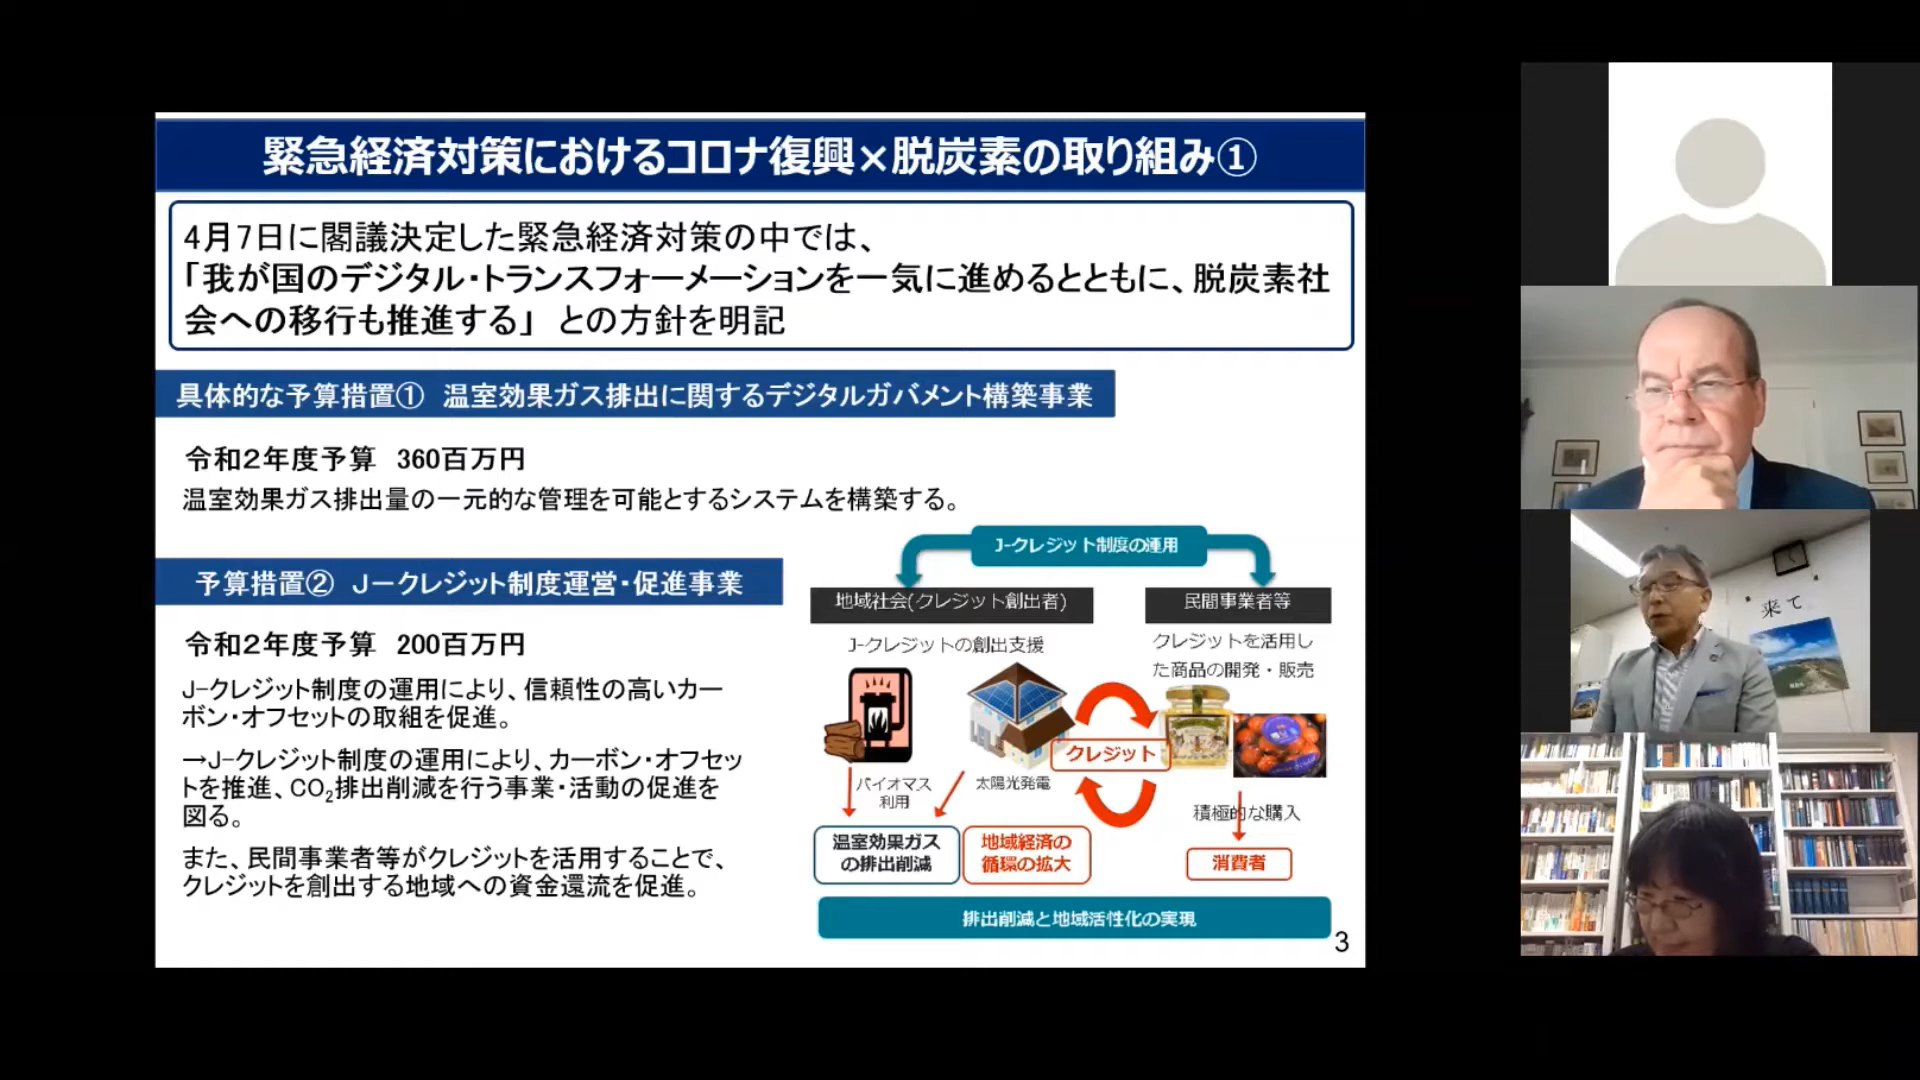 緊急経済対策におけるコロナ復興×脱炭素の取り組み①
4月7日に閣議決定した緊急経済対策の中では、
「我が国のデジタル・トランスフォーメーションを一気に進めるとともに、脱炭素社
会への移行も推進する」 との方針を明記
具体的な予算措置① 温室効果ガス排出に関するデジタルガバメント構築事業
令和2年度予算 360百万円
温室効果ガス排出量の一元的な管理を可能とするシステムを構築する。
予算措置② J－クレジット制度運営・促進事業
令和2年度予算 200百万円
J-クレジット制度の運用により、信頼性の高いカー
ボン・オフセットの取組を促進。
→J-クレジット制度の運用により、カーボン・オフセッ
トを推進、CO2排出削減を行う事業・活動の促進を
図る。
また、民間事業者等がクレジットを活用することで、
クレジットを創出する地域への資金還流を促進。
J-クレジット制度の運用
地域社会(クレジット創出者)
民間事業者等
J-クレジットの創出支援
クレジットを活用し
た商品の開発・販売
クレジット
バイオマス
利用
太陽光発電
積極的な購入
温室効果ガス
の排出削減
地域経済の
循環の拡大
消費者
排出削減と地域活性化の実現
3
来て